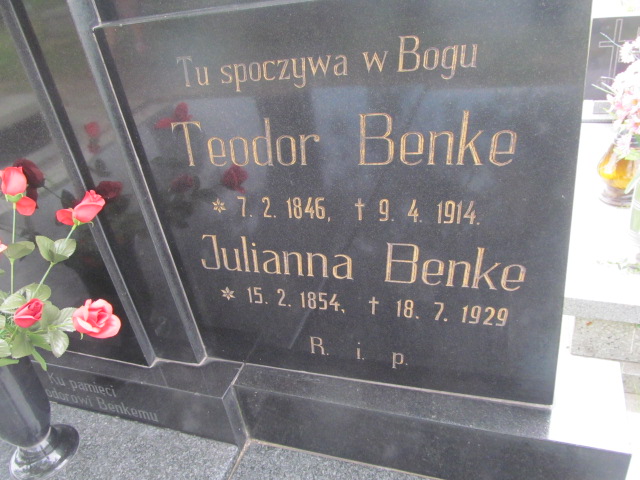 Tu spoczywa w Bogu
Teodor Benke
* 7. 2. 1846, † 9. 4. 1914.
Julianna Benke
* 15. 2. 1854, † 18. 7. 1929
R. i. p.
Ku pamięci
Benkemu